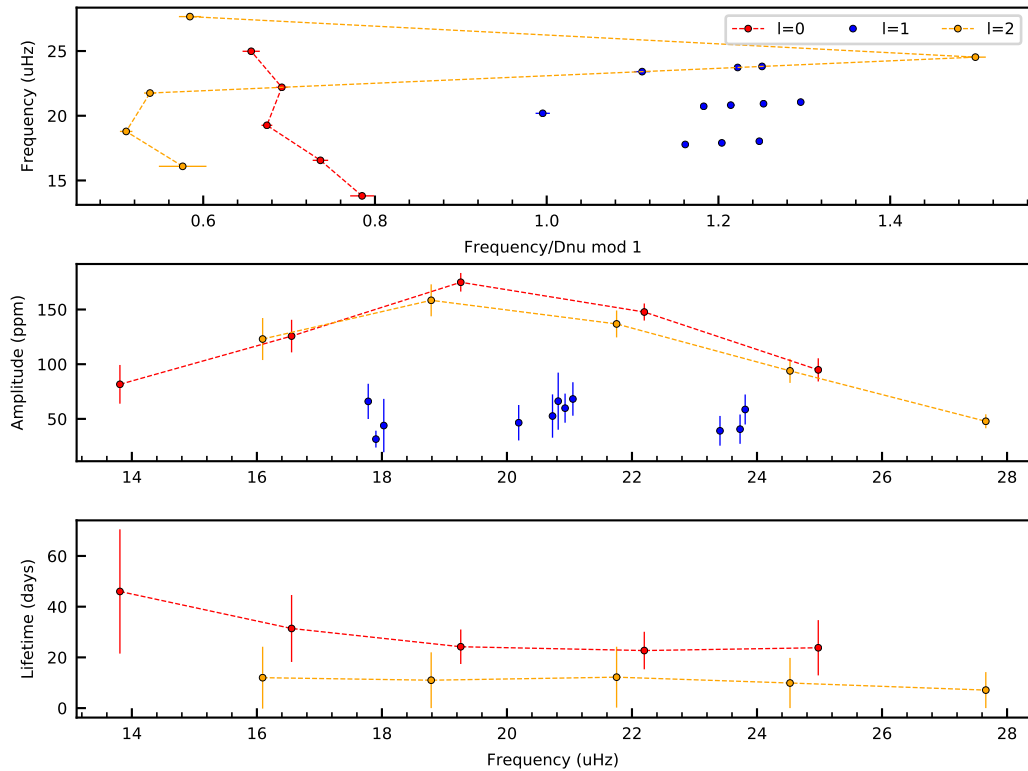 l=0 l=1 l=2
25
20
15
Frequency (uHz)
0.6 0.8 1.0 1.2 1.4
Frequency/Dnu mod 1
150
100
50
Amplitude (ppm)
14 16 18 20 22 24 26 28
60
40
20
0
Lifetime (days)
14 16 18 20 22 24 26 28
Frequency (uHz)